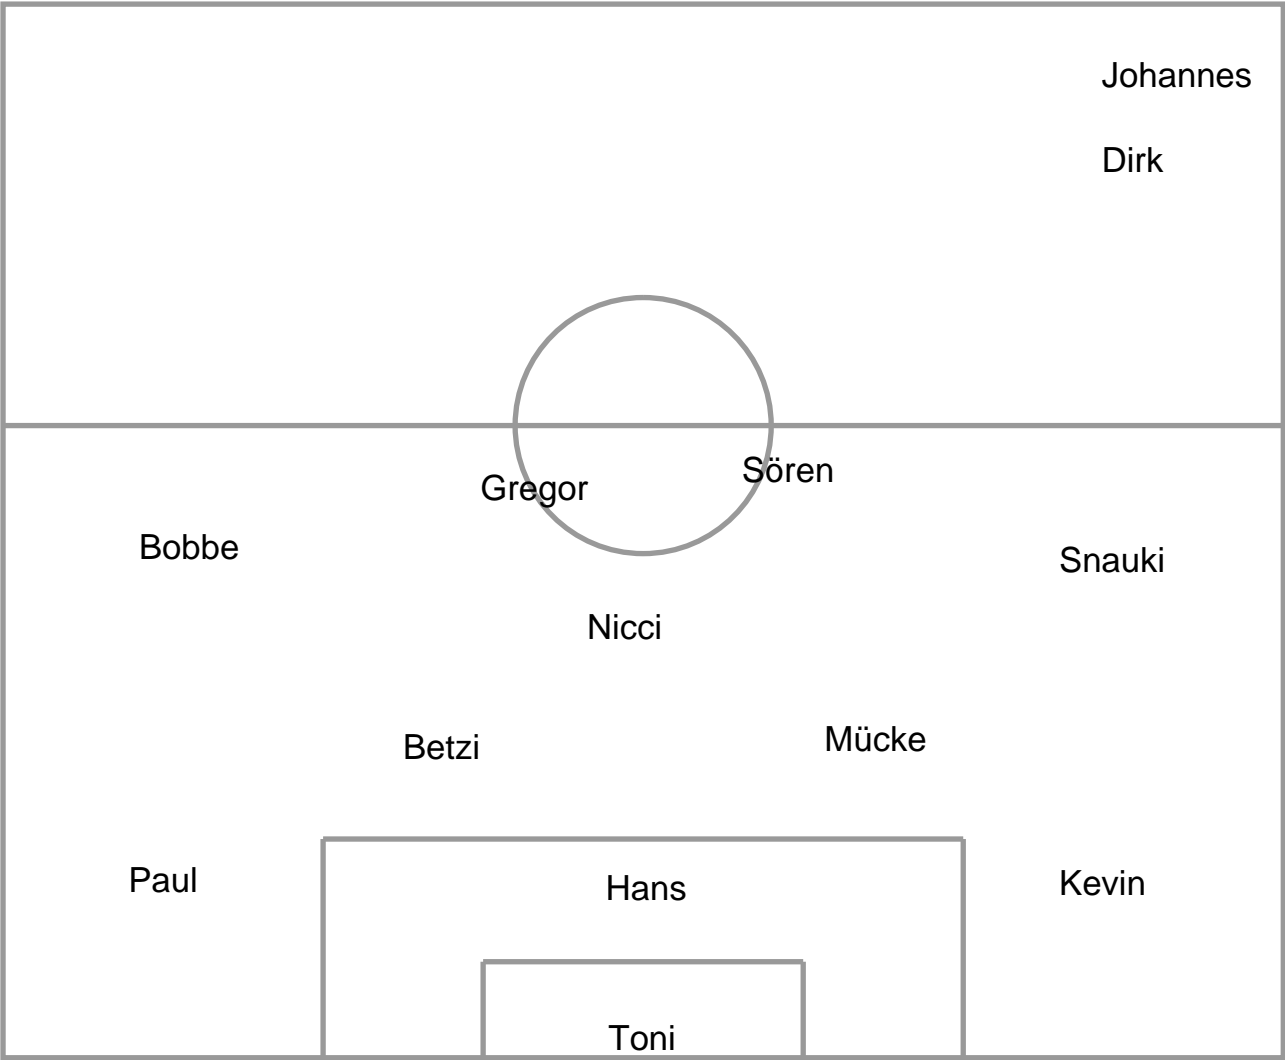 Johannes
Dirk
Sören
Gregor
Bobbe
Snauki
Nicci
Mücke
Betzi
Paul
Kevin
Hans
Toni